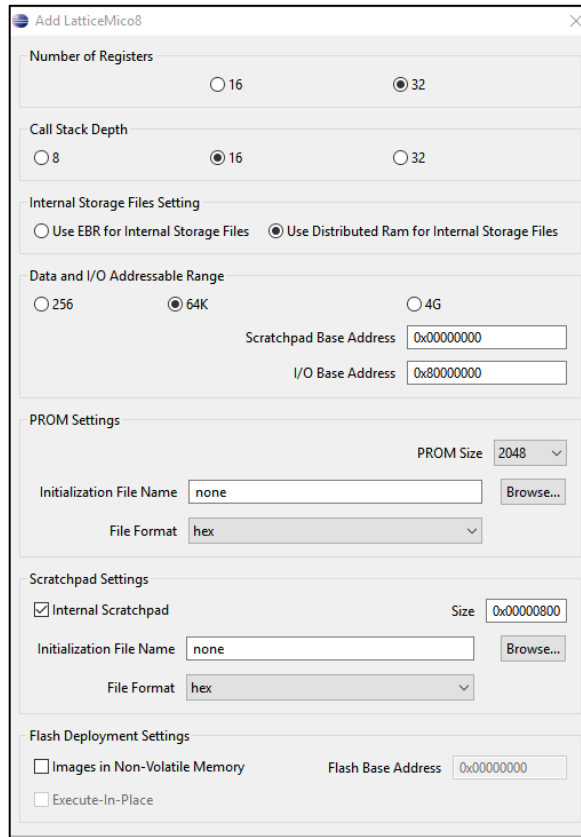 Add LatticeMico8
Number of Registers
16 32
Call Stack Depth
8 16 32
Internal Storage Files Setting
Use EBR for Internal Storage Files Use Distributed Ram for Internal Storage Files
Data and I/O Addressable Range
256 64K 4G
Scratchpad Base Address 0x00000000
I/O Base Address 0x80000000
PROM Settings
PROM Size 2048
Initialization File Name none Browse...
File Format hex
Scratchpad Settings
Internal Scratchpad Size 0x00000800
Initialization File Name none Browse...
File Format hex
Flash Deployment Settings
Images in Non-Volatile Memory Flash Base Address 0x00000000
Execute-In-Place